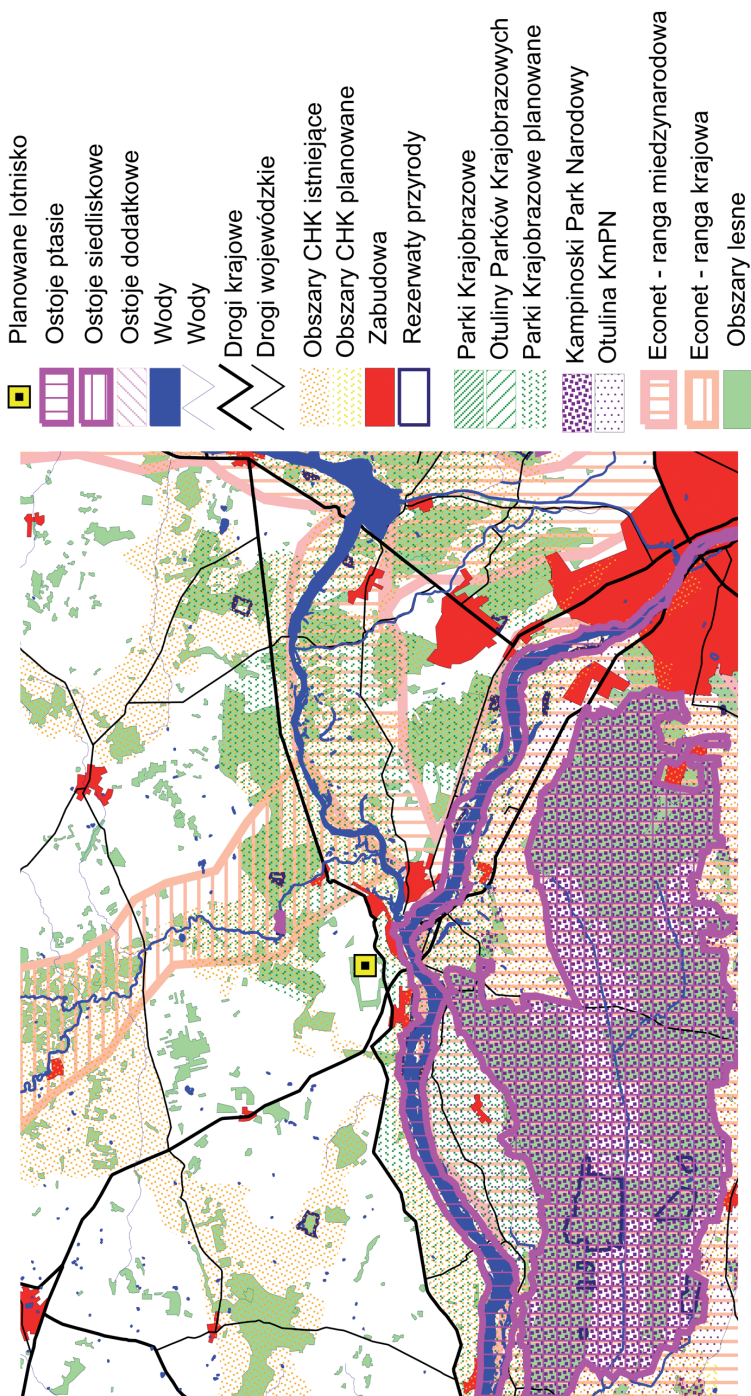 Planowane lotnisko
Ostoje ptasie
Ostoje siedliskowe
Ostoje dodatkowe
Wody
Wody
Drogi krajowe
Drogi wojewódzkie
Obszary CHK istniejące
Obszary CHK planowane
Zabudowa
Rezerwaty przyrody
Parki Krajobrazowe
Otuliny Parków Krajobrazowych
Parki Krajobrazowe planowane
Kampinoski Park Narodowy
Otulina KmPN
Econet - ranga miedzynarodowa
Econet - ranga krajowa
Obszary lesne